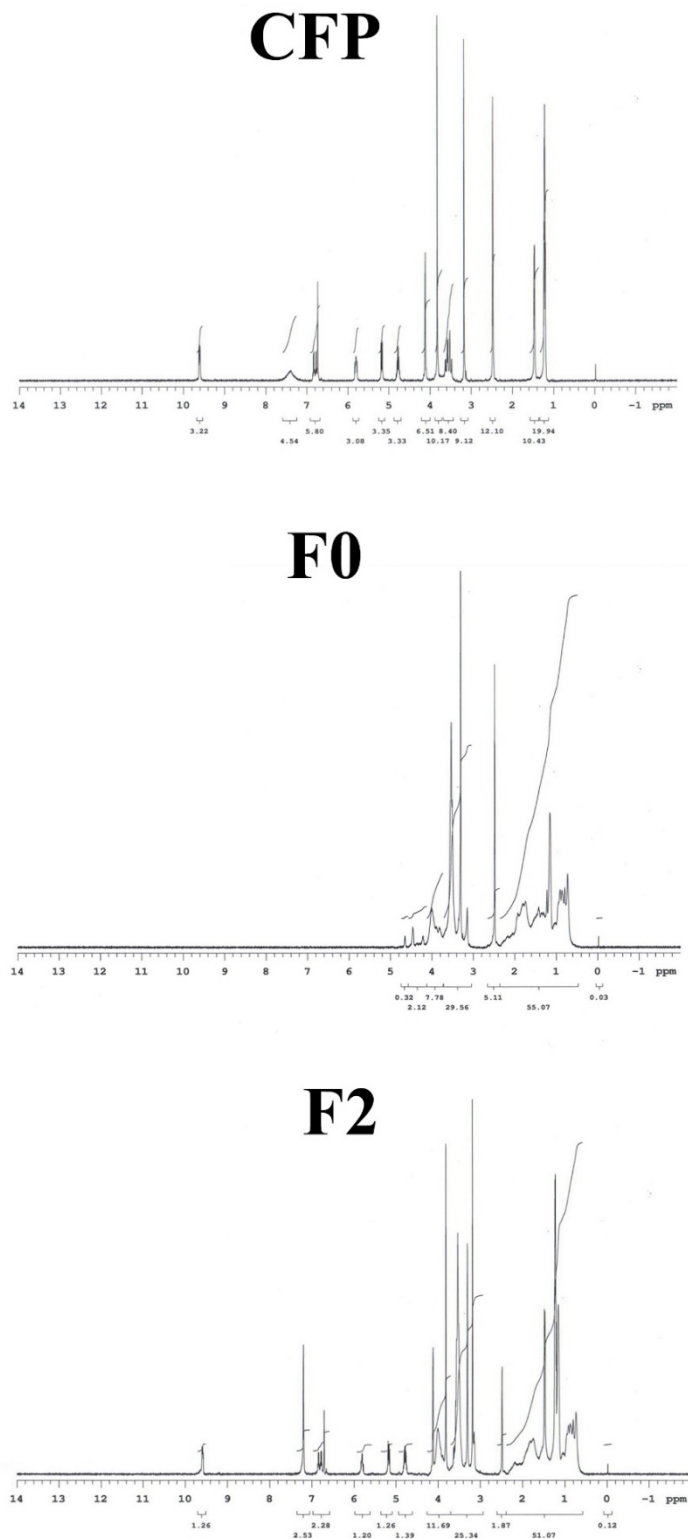 CFP
14 13 12 11 10 9 8 7 6 5 4 3 2 1 0 -1 ppm
3.22 5.80 3.35 6.51 8.40 12.10 19.94
4.54 3.08 3.33 10.17 9.12 10.43
F0
14 13 12 11 10 9 8 7 6 5 4 3 2 1 0 -1 ppm
0.32 7.78 5.11 0.03
2.12 29.56 55.07
F2
14 13 12 11 10 9 8 7 6 5 4 3 2 1 0 -1 ppm
1.26 2.28 1.26 11.69 1.87 0.12
2.53 1.20 1.39 25.34 51.07